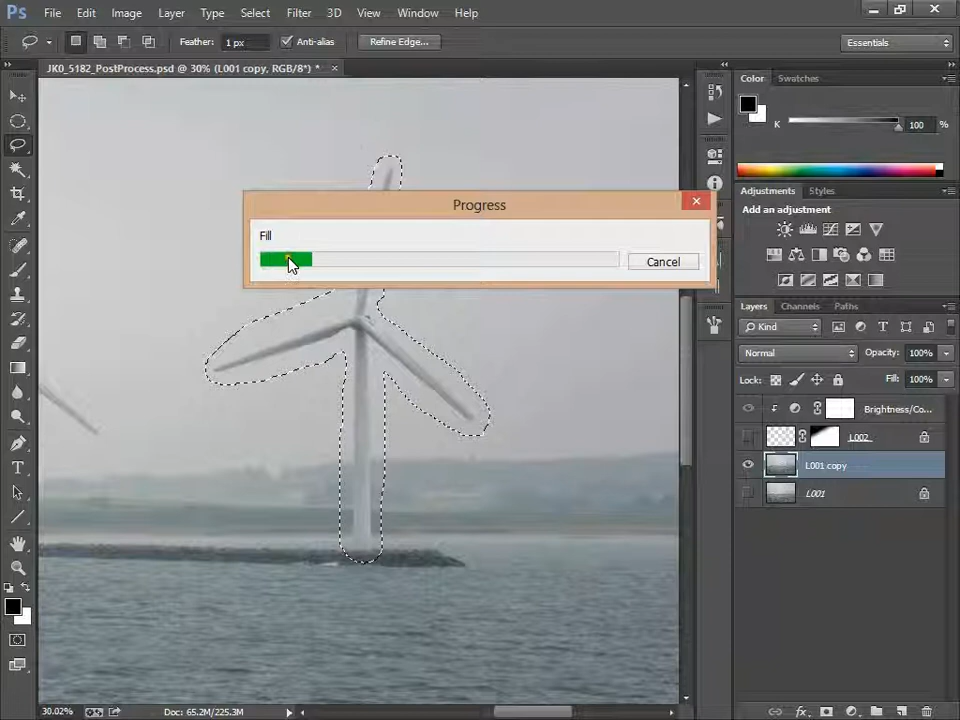 Ps File Edit Image Layer Type Select Filter 3D View Window Help
Feather: 1 px Anti-alias Refine Edge... Essentials
JK0_5182_PostProcess.psd @ 30% (L001 copy, RGB/8*) *
Color Swatches
K 100 %
Progress
Fill
Cancel
Adjustments Styles
Add an adjustment
Layers Channels Paths
Kind
Normal Opacity: 100%
Lock: Fill: 100%
Brightness/Co...
L002
L001 copy
L001
30.02% Doc: 65.2M/225.3M
fx